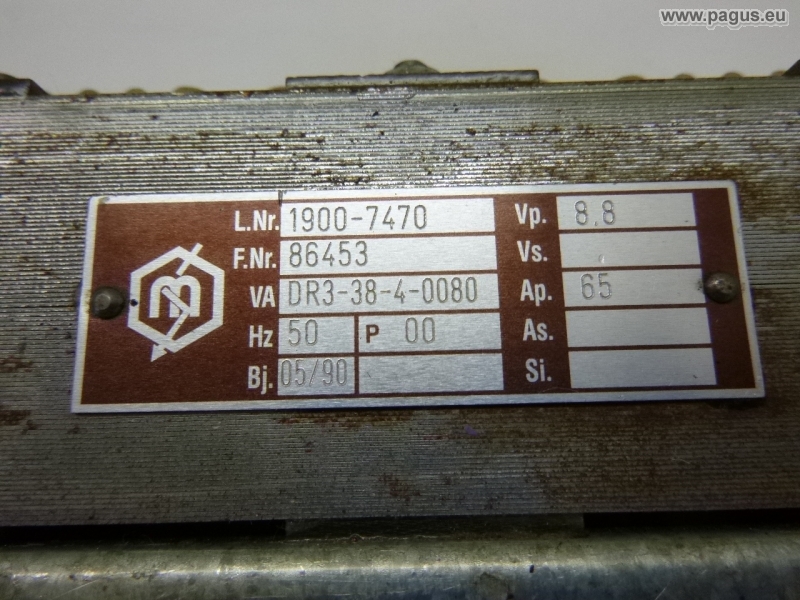 www.pagus.eu
L.Nr. 1900-7470 Vp. 8.8
F.Nr. 86453 Vs.
VA DR3-38-4-0080 Ap. 65
Hz 50 P 00 As.
Bj. 05/90 Si.
m